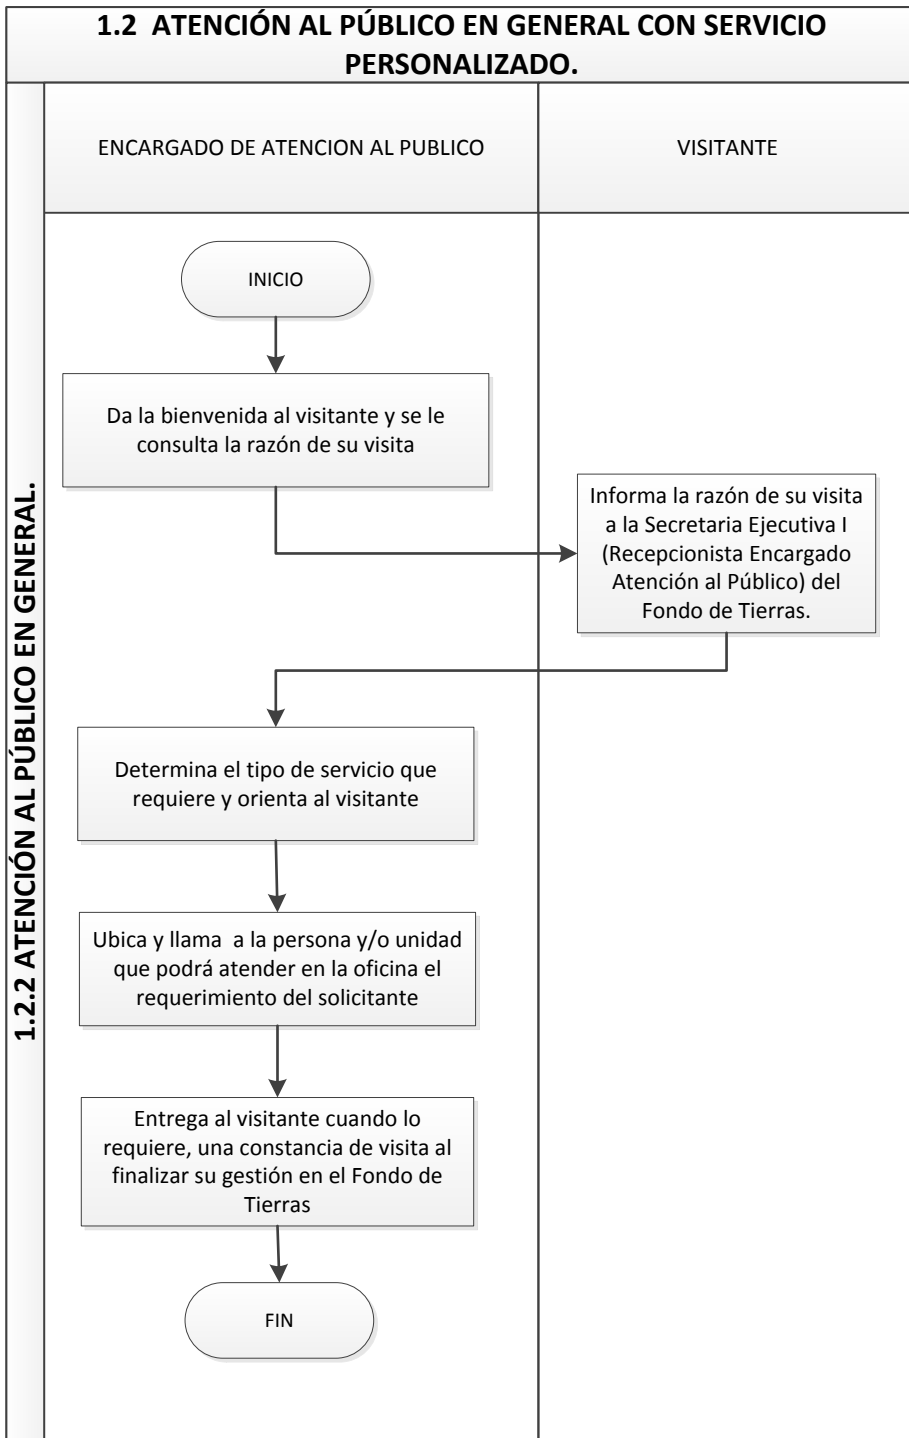 1.2 ATENCIÓN AL PÚBLICO EN GENERAL CON SERVICIO
PERSONALIZADO.
1.2.2 ATENCIÓN AL PÚBLICO EN GENERAL.
ENCARGADO DE ATENCION AL PUBLICO
VISITANTE
INICIO
Da la bienvenida al visitante y se le
consulta la razón de su visita
Informa la razón de su visita
a la Secretaria Ejecutiva I
(Recepcionista Encargado
Atención al Público) del
Fondo de Tierras.
Determina el tipo de servicio que
requiere y orienta al visitante
Ubica y llama a la persona y/o unidad
que podrá atender en la oficina el
requerimiento del solicitante
Entrega al visitante cuando lo
requiere, una constancia de visita al
finalizar su gestión en el Fondo de
Tierras
FIN